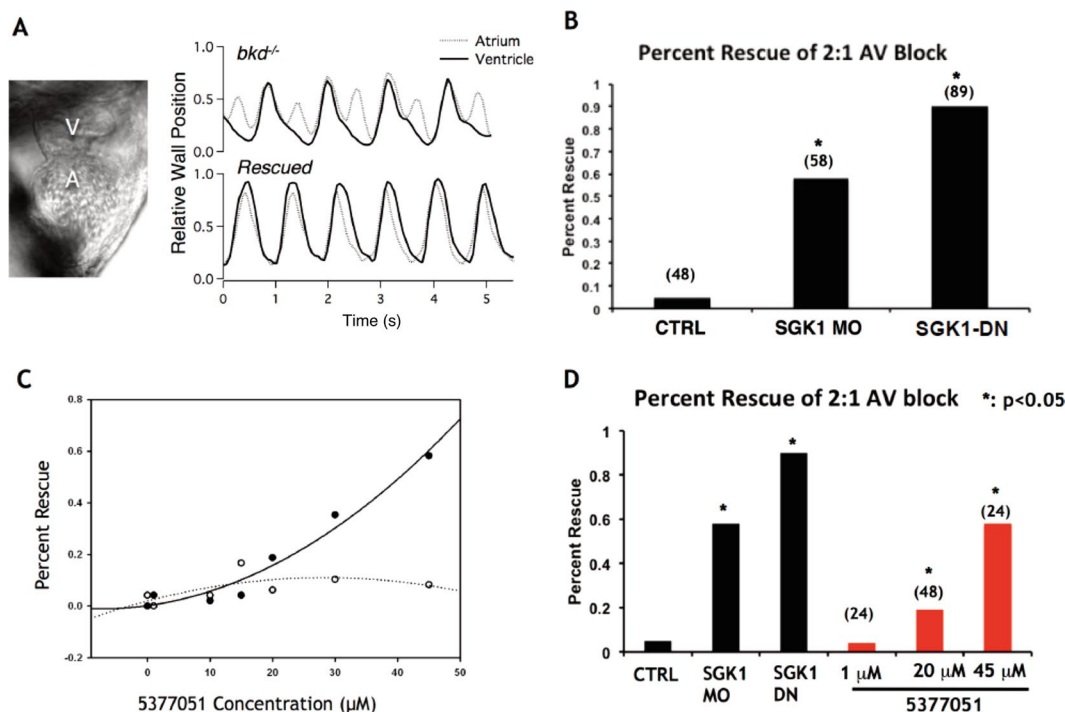 A
V
A
bkd-/-
Atrium
Ventricle
Relative Wall Position
1.0
0.5
0.0
Rescued
1.0
0.5
0.0
0 1 2 3 4 5
Time (s)
B
Percent Rescue of 2:1 AV Block
Percent Rescue
1
0.9
0.8
0.7
0.6
0.5
0.4
0.3
0.2
0.1
0
(48)
*
(58)
*
(89)
CTRL SGK1 MO SGK1-DN
C
Percent Rescue
0.8
0.6
0.4
0.2
0.0
-0.2
0 10 20 30 40 50
5377051 Concentration (µM)
D
Percent Rescue of 2:1 AV block *: p<0.05
Percent Rescue
1
0.8
0.6
0.4
0.2
0
*
*
(24)
*
(48)
*
(24)
CTRL
SGK1
MO
SGK1
DN
1 µM 20 µM 45 µM
5377051